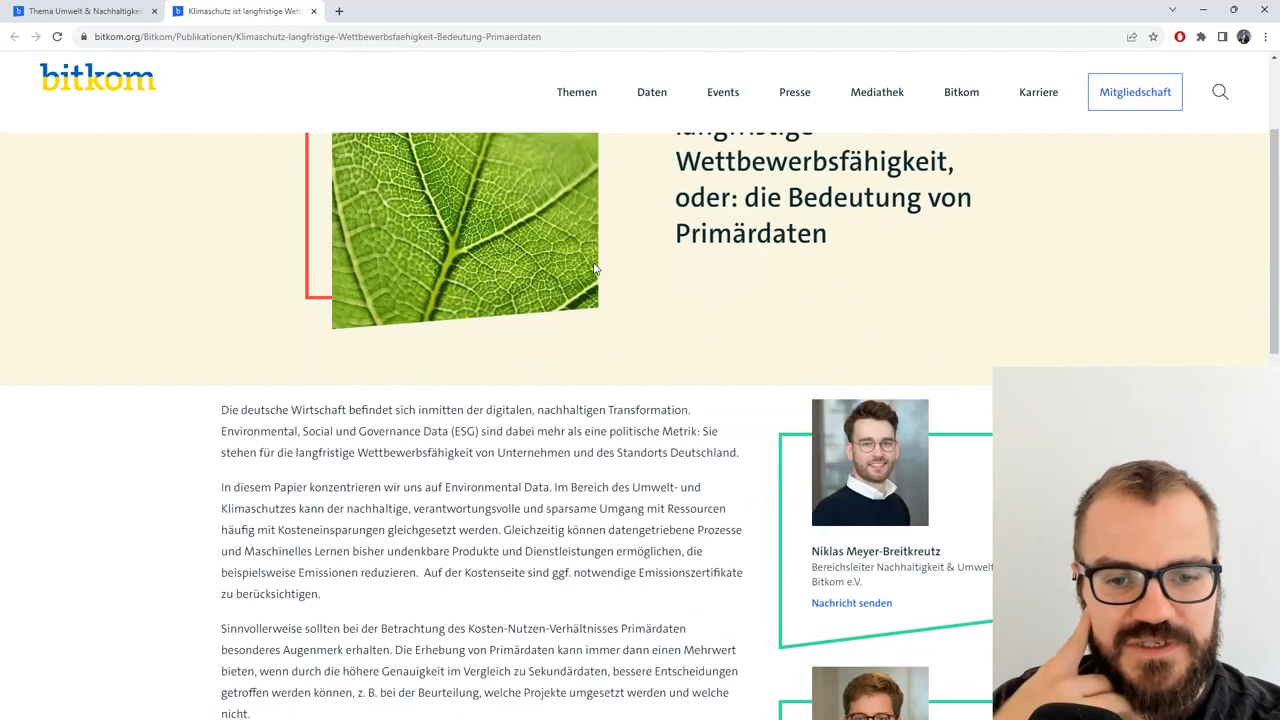 Thema Umwelt & Nachhaltigkei
Klimaschutz ist langfristige Wett
bitkom.org/Bitkom/Publikationen/Klimaschutz-langfristige-Wettbewerbsfaehigkeit-Bedeutung-Primaerdaten
bitkom
Themen
Daten
Events
Presse
Mediathek
Bitkom
Karriere
Mitgliedschaft
langfristige
Wettbewerbsfähigkeit,
oder: die Bedeutung von
Primärdaten
Die deutsche Wirtschaft befindet sich inmitten der digitalen, nachhaltigen Transformation.
Environmental, Social und Governance Data (ESG) sind dabei mehr als eine politische Metrik: Sie
stehen für die langfristige Wettbewerbsfähigkeit von Unternehmen und des Standorts Deutschland.
In diesem Papier konzentrieren wir uns auf Environmental Data. Im Bereich des Umwelt- und
Klimaschutzes kann der nachhaltige, verantwortungsvolle und sparsame Umgang mit Ressourcen
häufig mit Kosteneinsparungen gleichgesetzt werden. Gleichzeitig können datengetriebene Prozesse
und Maschinelles Lernen bisher undenkbare Produkte und Dienstleistungen ermöglichen, die
beispielsweise Emissionen reduzieren. Auf der Kostenseite sind ggf. notwendige Emissionszertifikate
zu berücksichtigen.
Sinnvollerweise sollten bei der Betrachtung des Kosten-Nutzen-Verhältnisses Primärdaten
besonderes Augenmerk erhalten. Die Erhebung von Primärdaten kann immer dann einen Mehrwert
bieten, wenn durch die höhere Genauigkeit im Vergleich zu Sekundärdaten, bessere Entscheidungen
getroffen werden können, z. B. bei der Beurteilung, welche Projekte umgesetzt werden und welche
nicht.
Niklas Meyer-Breitkreutz
Bereichsleiter Nachhaltigkeit & Umwelt
Bitkom e.V.
Nachricht senden